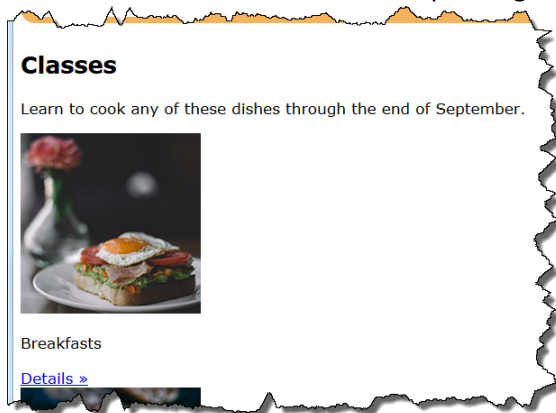 Classes
Learn to cook any of these dishes through the end of September.
Breakfasts
Details »